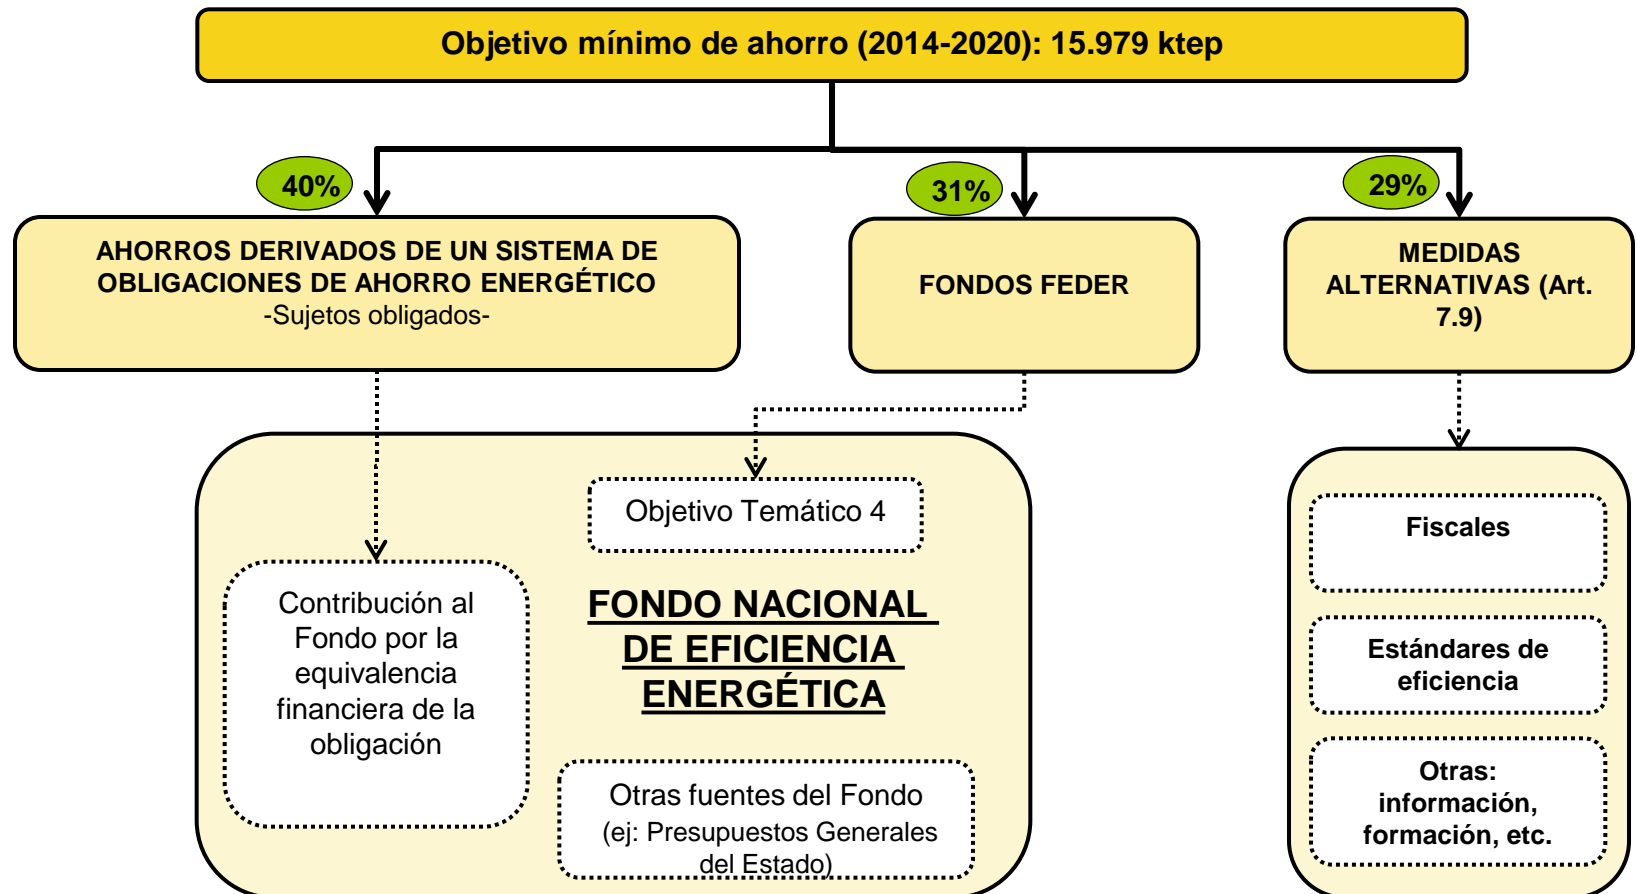 Objetivo mínimo de ahorro (2014-2020): 15.979 ktep
40%
31%
29%
AHORROS DERIVADOS DE UN SISTEMA DE
OBLIGACIONES DE AHORRO ENERGÉTICO
-Sujetos obligados-
FONDOS FEDER
MEDIDAS
ALTERNATIVAS (Art.
7.9)
Objetivo Temático 4
Contribución al
Fondo por la
equivalencia
financiera de la
obligación
FONDO NACIONAL
DE EFICIENCIA
ENERGÉTICA
Otras fuentes del Fondo
(ej: Presupuestos Generales
del Estado)
Fiscales
Estándares de
eficiencia
Otras:
información,
formación, etc.